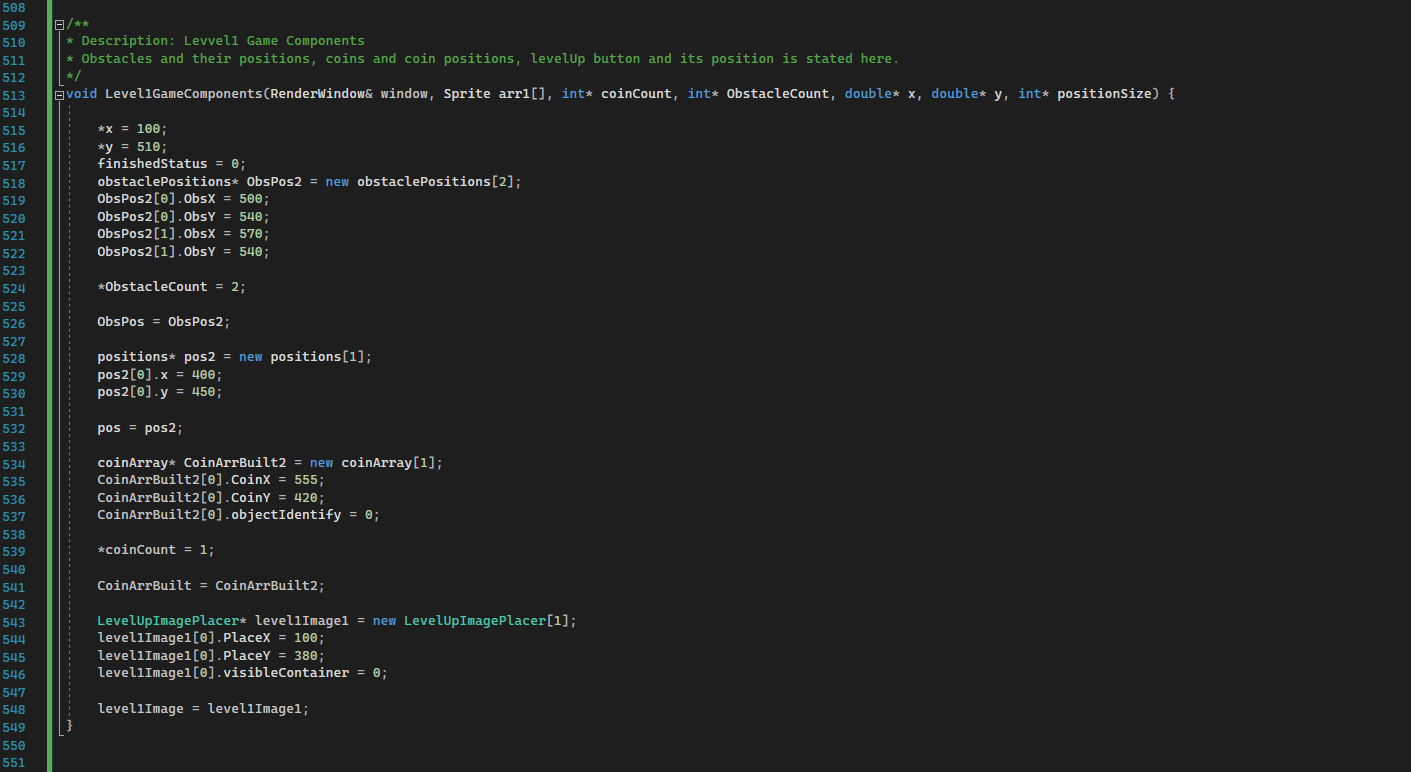 508
509 /**
510 * Description: Levvel1 Game Components
511 * Obstacles and their positions, coins and coin positions, levelUp button and its position is stated here.
512 */
513 void Level1GameComponents(RenderWindow& window, Sprite arr1[], int* coinCount, int* ObstacleCount, double* x, double* y, int* positionSize) {
514
515 *x = 100;
516 *y = 510;
517 finishedStatus = 0;
518 obstaclePositions* ObsPos2 = new obstaclePositions[2];
519 ObsPos2[0].ObsX = 500;
520 ObsPos2[0].ObsY = 540;
521 ObsPos2[1].ObsX = 570;
522 ObsPos2[1].ObsY = 540;
523
524 *ObstacleCount = 2;
525
526 ObsPos = ObsPos2;
527
528 positions* pos2 = new positions[1];
529 pos2[0].x = 400;
530 pos2[0].y = 450;
531
532 pos = pos2;
533
534 coinArray* CoinArrBuilt2 = new coinArray[1];
535 CoinArrBuilt2[0].CoinX = 555;
536 CoinArrBuilt2[0].CoinY = 420;
537 CoinArrBuilt2[0].objectIdentify = 0;
538
539 *coinCount = 1;
540
541 CoinArrBuilt = CoinArrBuilt2;
542
543 LevelUpImagePlacer* level1Image1 = new LevelUpImagePlacer[1];
544 level1Image1[0].PlaceX = 100;
545 level1Image1[0].PlaceY = 380;
546 level1Image1[0].visibleContainer = 0;
547
548 level1Image = level1Image1;
549 }
550
551